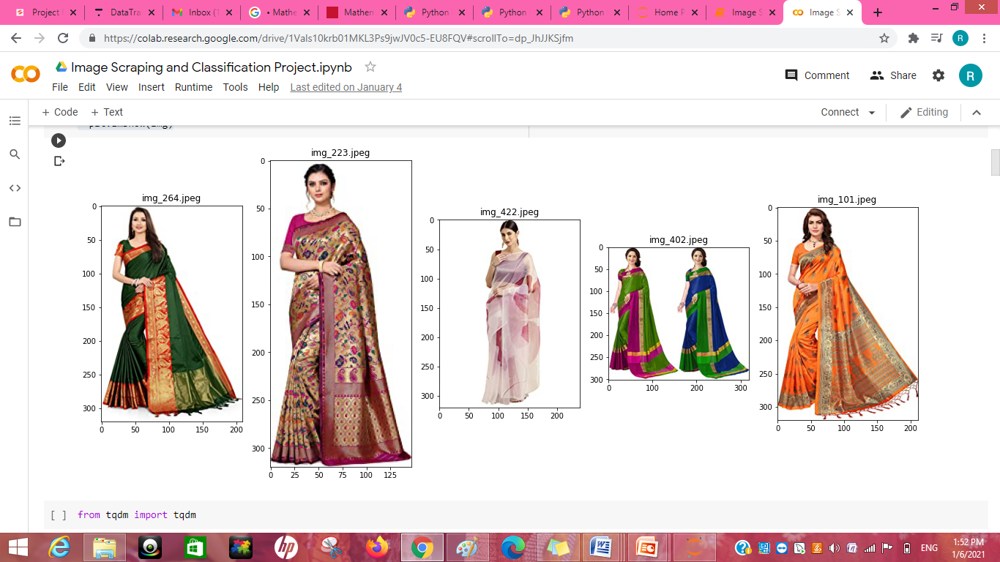 Project
DataTra
Inbox (1
• Mathe
Mathem
Python
Python
Python
Home P
Image S
Image S
https://colab.research.google.com/drive/1Vals10krb01MKL3Ps9jwJV0c5-EU8FQV#scrollTo=dp_JhJJKSjfm
R
Image Scraping and Classification Project.ipynb
Comment
Share
R
File Edit View Insert Runtime Tools Help Last edited on January 4
+ Code + Text
Connect
Editing
img_264.jpeg
0
50
100
150
200
250
300
0 50 100 150 200
img_223.jpeg
0
50
100
150
200
250
300
0 25 50 75 100 125
img_422.jpeg
0
50
100
150
200
250
300
0 50 100 150 200
img_402.jpeg
0
50
100
150
200
250
300
0 100 200 300
img_101.jpeg
0
50
100
150
200
250
300
0 50 100 150 200
[ ] from tqdm import tqdm
hp
ENG
1:52 PM
1/6/2021